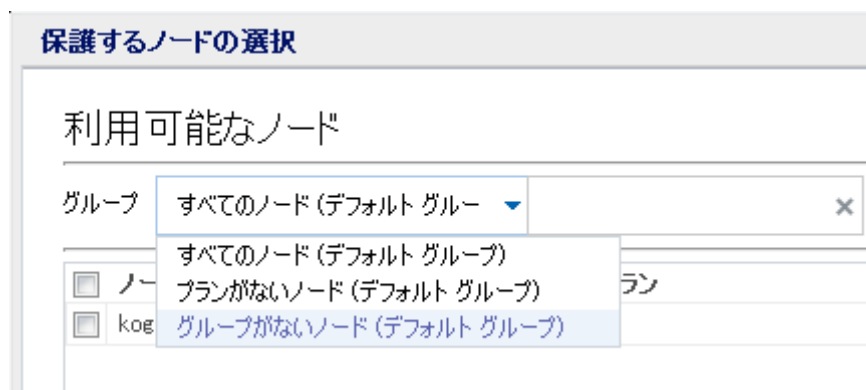 保護するノードの選択
利用可能なノード
グループ すべてのノード (デフォルト グルー
すべてのノード (デフォルト グループ)
プランがないノード (デフォルト グループ)
グループがないノード (デフォルト グループ)
ノー ラン
kog